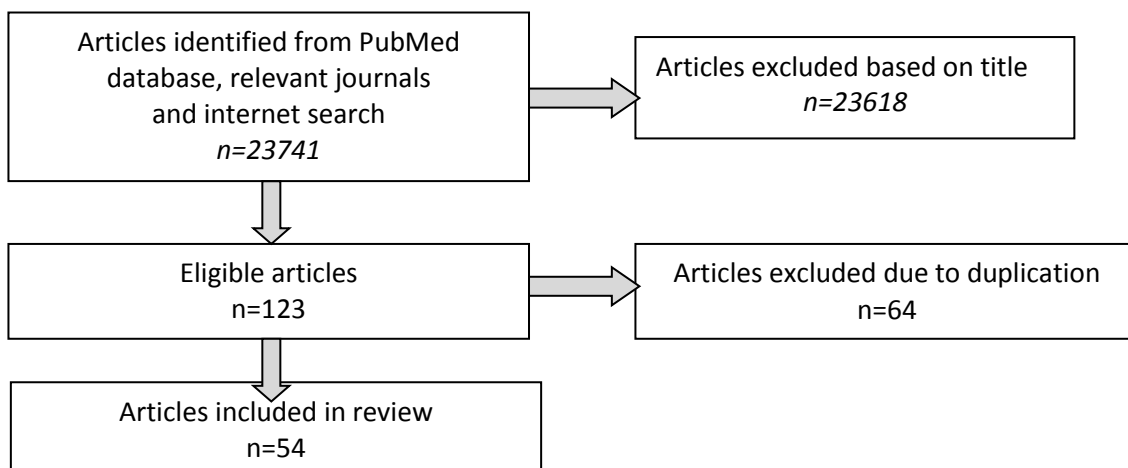 Articles identified from PubMed
database, relevant journals
and internet search
n=23741
Articles excluded based on title
n=23618
Eligible articles
n=123
Articles excluded due to duplication
n=64
Articles included in review
n=54